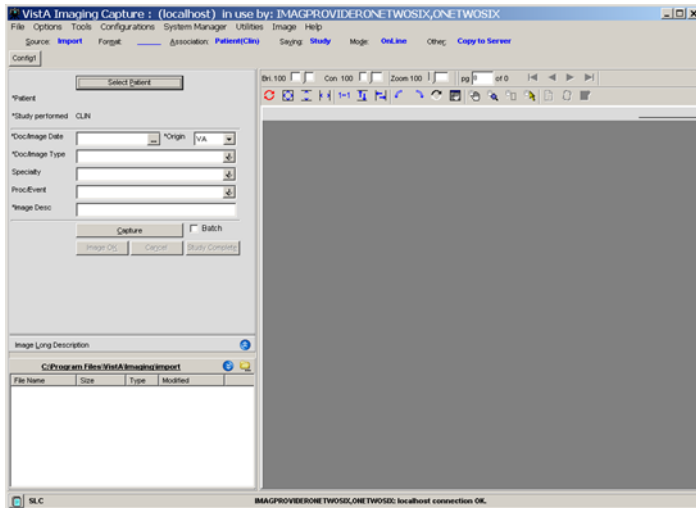 VistA Imaging Capture : (localhost) in use by: IMAGPROVIDERONETWOSIX,ONETWOSIX
File Options Tools Configurations System Manager Utilities Image Help
Source: Import Format: _____ Association: Patient(Clin) Saving: Study Mode: OnLine Other: Copy to Server
Config1
Select Patient
Bri. 100 Con 100 Zoom 100 pg 0 of 0
*Patient
1=1
*Study performed CLIN
*Doc/Image Date ... *Origin VA
*Doc/Image Type
Specialty
Proc/Event
*Image Desc
Capture Batch
Image OK Cancel Study Complete
Image Long Description
C:\Program Files\VistA\Imaging\import
File Name Size Type Modified
SLC IMAGPROVIDERONETWOSIX,ONETWOSIX: localhost connection OK.